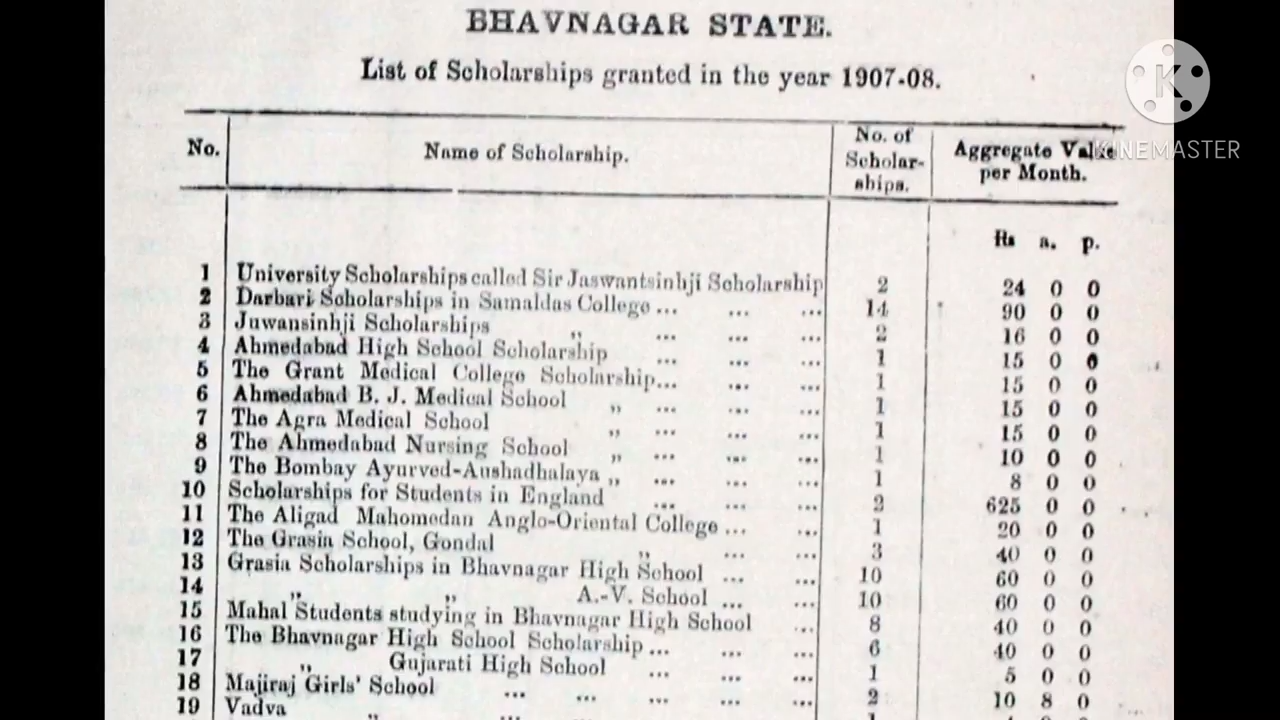 BHAVNAGAR STATE.
List of Scholarships granted in the year 1907-08.
K
KINEMASTER
No. Name of Scholarship. No. of Scholar-ships. Aggregate Value per Month.
Rs a. p.
1 University Scholarships called Sir Jaswantsinhji Scholarship 2 24 0 0
2 Darbari Scholarships in Samaldas College ... ... ... 14 90 0 0
3 Juwansinhji Scholarships „ ... ... ... 2 16 0 0
4 Ahmedabad High School Scholarship ... ... ... 1 15 0 0
5 The Grant Medical College Scholarship... ... ... 1 15 0 0
6 Ahmedabad B. J. Medical School „ ... ... ... 1 15 0 0
7 The Agra Medical School „ ... ... ... 1 15 0 0
8 The Ahmedabad Nursing School „ ... ... ... 1 10 0 0
9 The Bombay Ayurved-Aushadhalaya „ ... ... ... 1 8 0 0
10 Scholarships for Students in England ... ... ... 2 625 0 0
11 The Aligad Mahomedan Anglo-Oriental College ... ... 1 20 0 0
12 The Grasia School, Gondal „ ... ... 3 40 0 0
13 Grasia Scholarships in Bhavnagar High School ... ... 10 60 0 0
14 „ „ A.-V. School ... ... 10 60 0 0
15 Mahal Students studying in Bhavnagar High School ... 8 40 0 0
16 The Bhavnagar High School Scholarship ... ... ... 6 40 0 0
17 „ Gujarati High School ... ... ... 1 5 0 0
18 Majiraj Girls' School ... ... ... ... 2 10 8 0
19 Vadva „